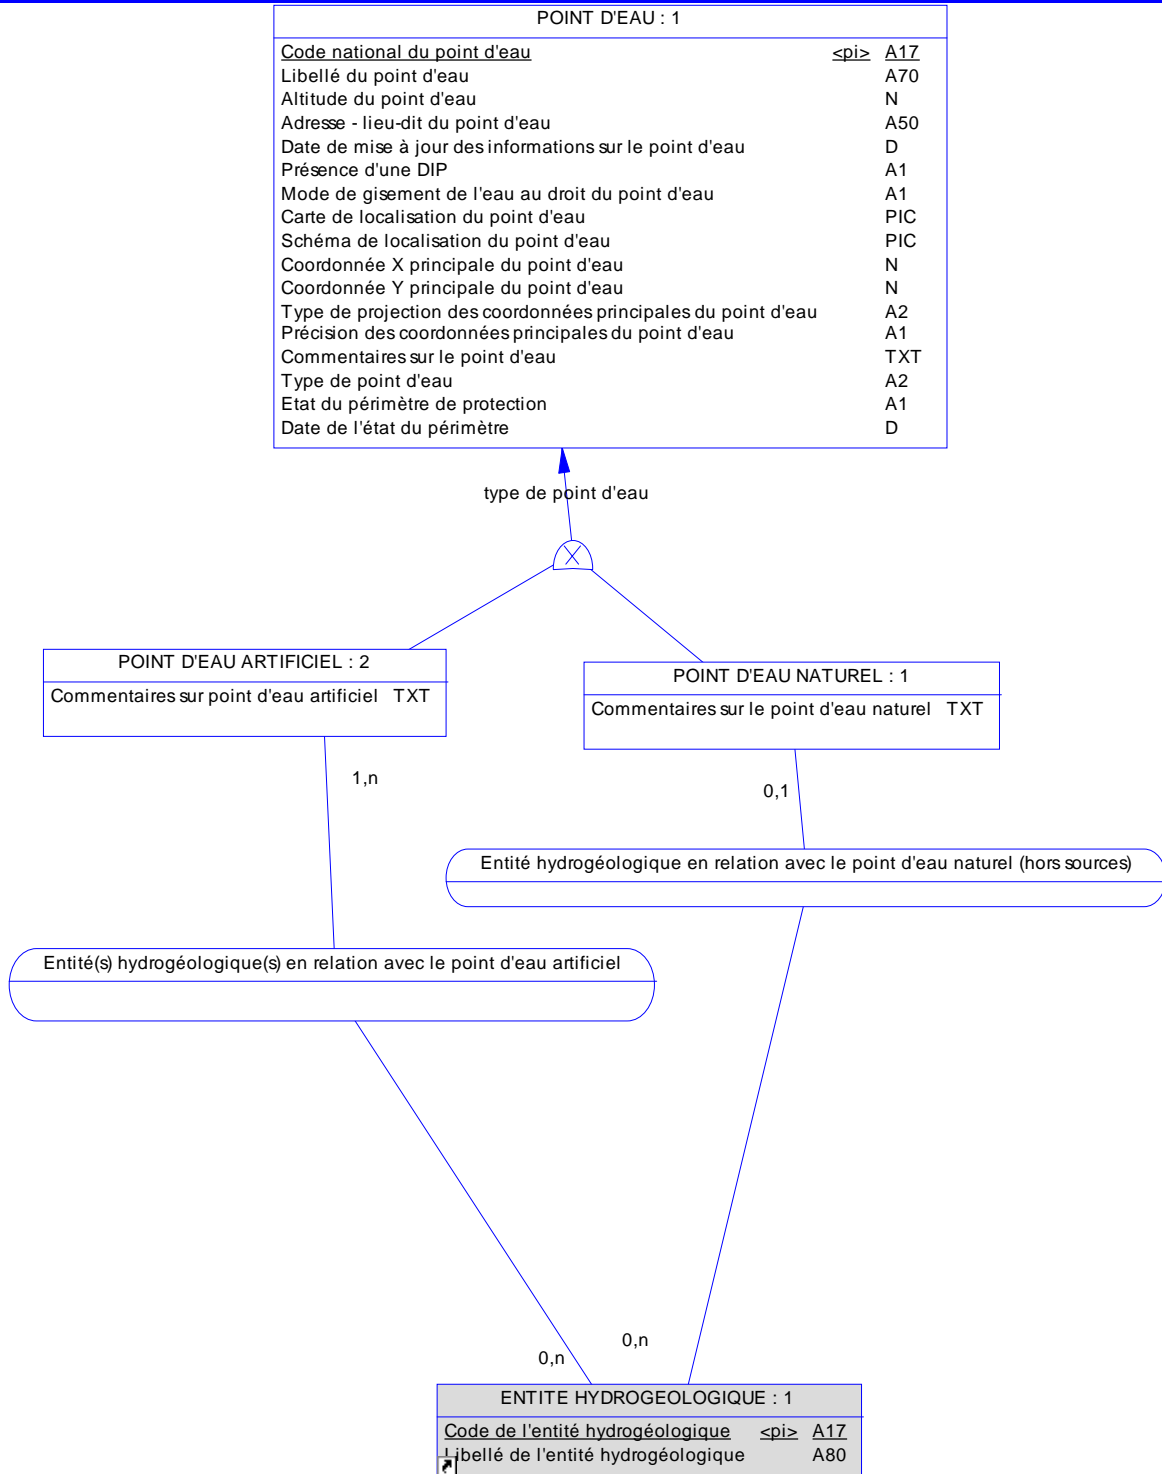 POINT D'EAU : 1
Code national du point d'eau <pi> A17
Libellé du point d'eau A70
Altitude du point d'eau N
Adresse - lieu-dit du point d'eau A50
Date de mise à jour des informations sur le point d'eau D
Présence d'une DIP A1
Mode de gisement de l'eau au droit du point d'eau A1
Carte de localisation du point d'eau PIC
Schéma de localisation du point d'eau PIC
Coordonnée X principale du point d'eau N
Coordonnée Y principale du point d'eau N
Type de projection des coordonnées principales du point d'eau A2
Précision des coordonnées principales du point d'eau A1
Commentaires sur le point d'eau TXT
Type de point d'eau A2
Etat du périmètre de protection A1
Date de l'état du périmètre D
type de point d'eau
POINT D'EAU ARTIFICIEL : 2
Commentaires sur point d'eau artificiel TXT
POINT D'EAU NATUREL : 1
Commentaires sur le point d'eau naturel TXT
1,n
0,1
Entité hydrogéologique en relation avec le point d'eau naturel (hors sources)
Entité(s) hydrogéologique(s) en relation avec le point d'eau artificiel
0,n
0,n
ENTITE HYDROGEOLOGIQUE : 1
Code de l'entité hydrogéologique <pi> A17
Libellé de l'entité hydrogéologique A80